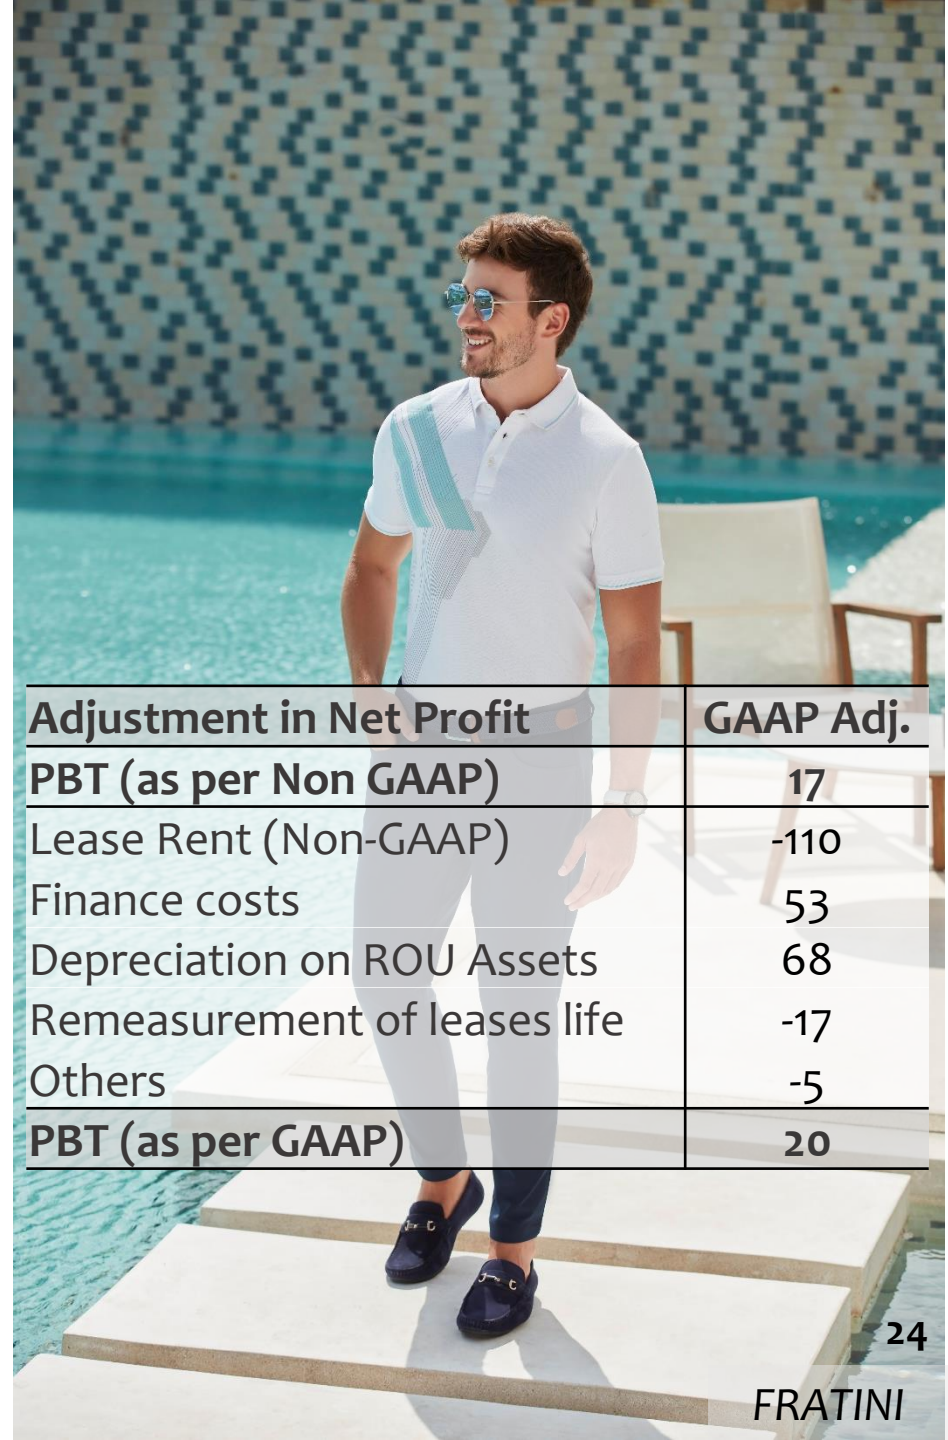 Adjustment in Net Profit GAAP Adj.
PBT (as per Non GAAP) 17
Lease Rent (Non-GAAP) -110
Finance costs 53
Depreciation on ROU Assets 68
Remeasurement of leases life -17
Others -5
PBT (as per GAAP) 20
24
FRATINI